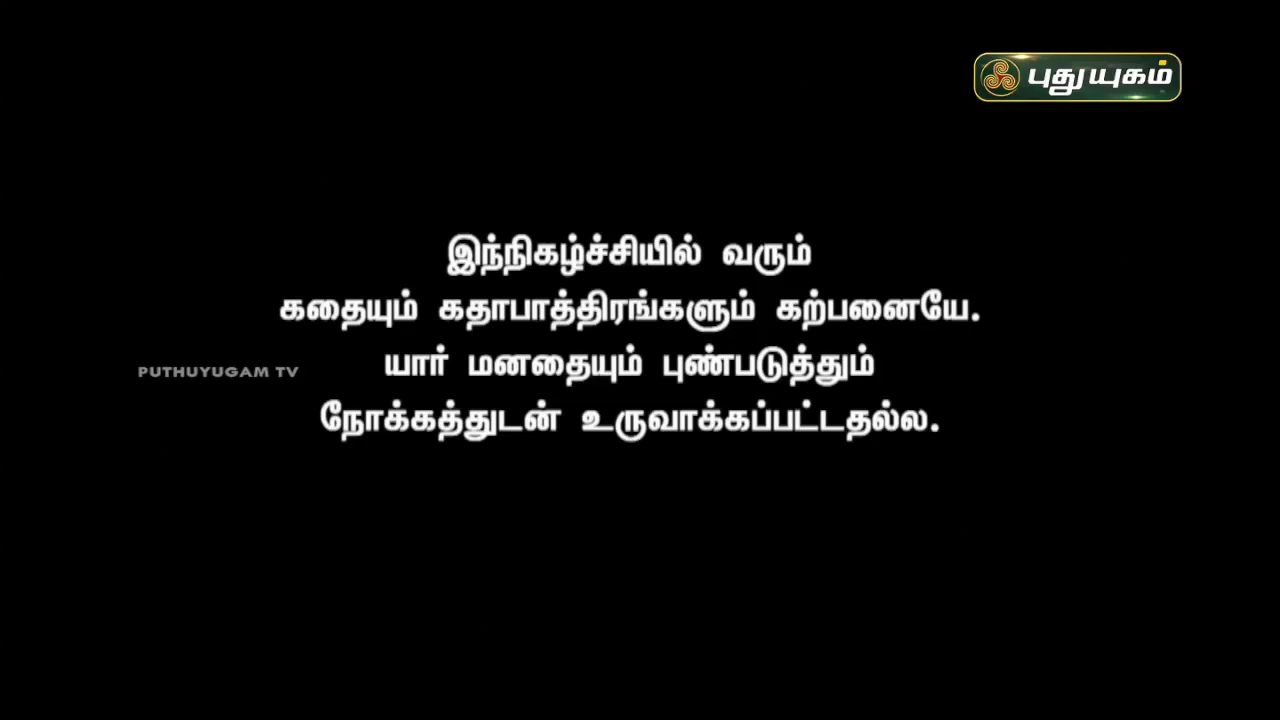 புதுயுகம்
இந்நிகழ்ச்சியில் வரும்
கதையும் கதாபாத்திரங்களும் கற்பனையே.
PUTHUYUGAM TV
யார் மனதையும் புண்படுத்தும்
நோக்கத்துடன் உருவாக்கப்பட்டதல்ல.